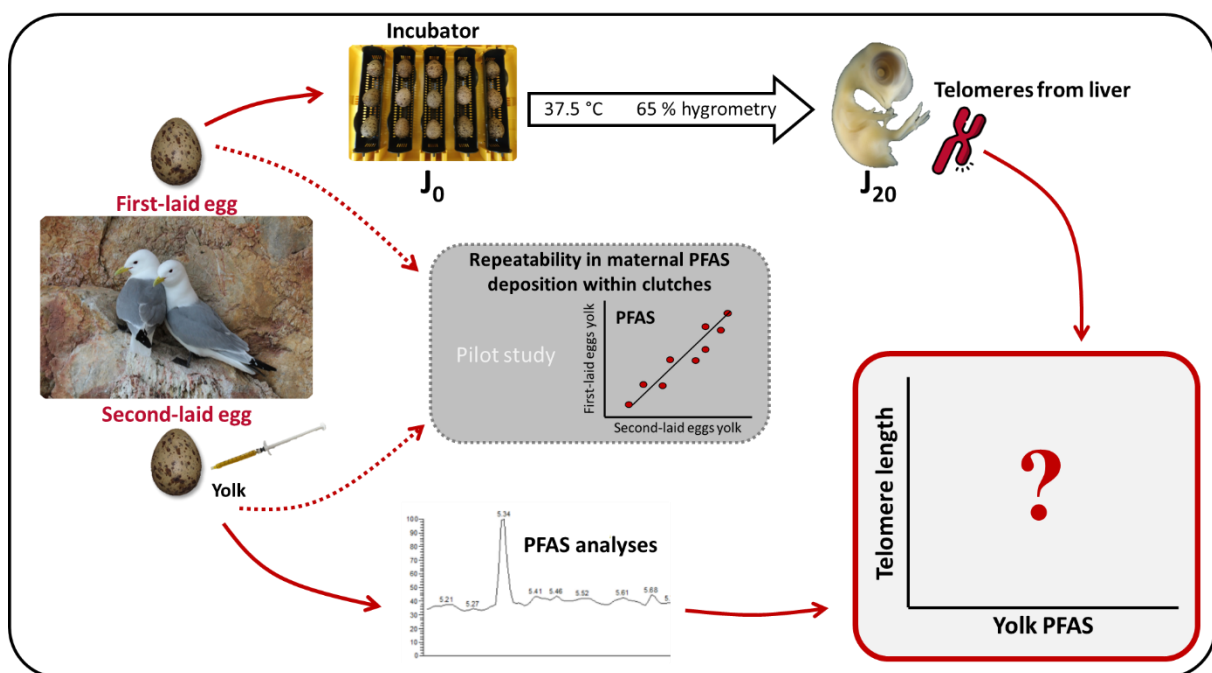 Incubator
37.5 °C 65 % hygrometry
Telomeres from liver
J0
J20
First-laid egg
Repeatability in maternal PFAS
deposition within clutches
PFAS
Pilot study
First-laid eggs yolk
Second-laid eggs yolk
Second-laid egg
Yolk
PFAS analyses
100
90
80
70
60
50
40
30
20
10
0
5.34
5.21
5.27
5.41
5.46
5.52
5.61
5.68
Telomere length
?
Yolk PFAS